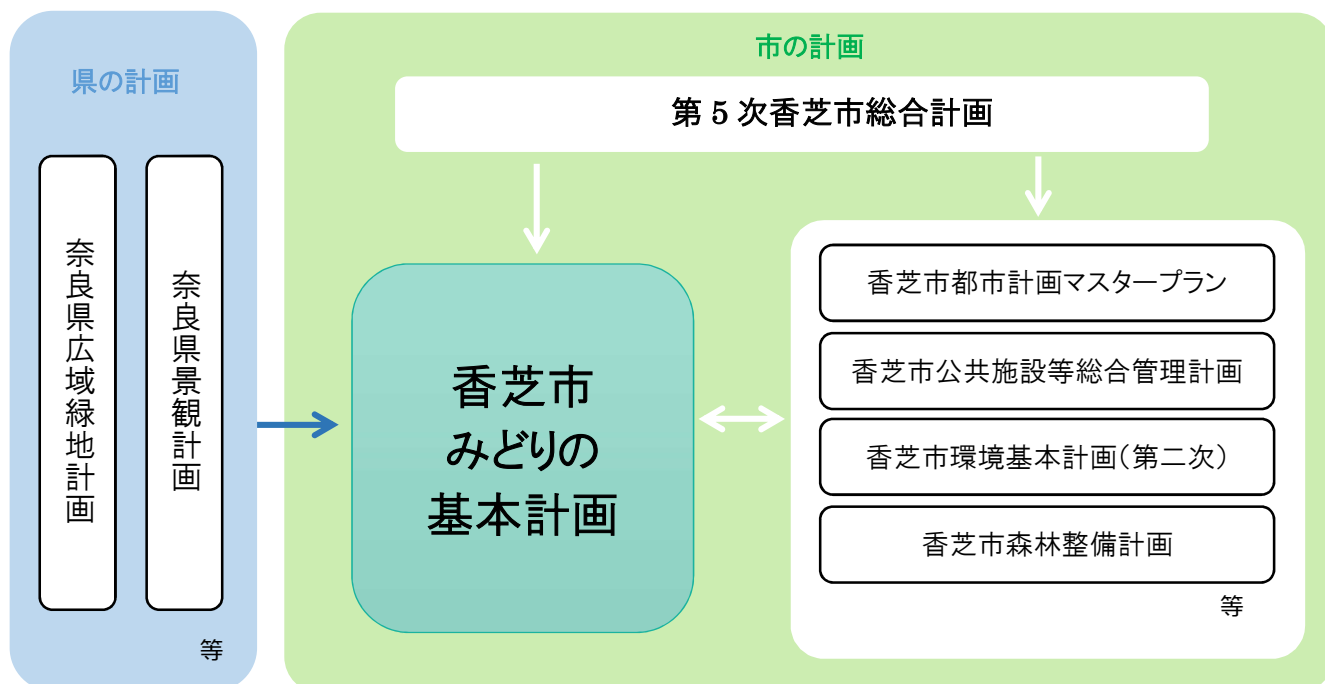 県の計画
奈良県広域緑地計画
奈良県景観計画
等
市の計画
第5次香芝市総合計画
香芝市
みどりの
基本計画
香芝市都市計画マスタープラン
香芝市公共施設等総合管理計画
香芝市環境基本計画(第二次)
香芝市森林整備計画
等